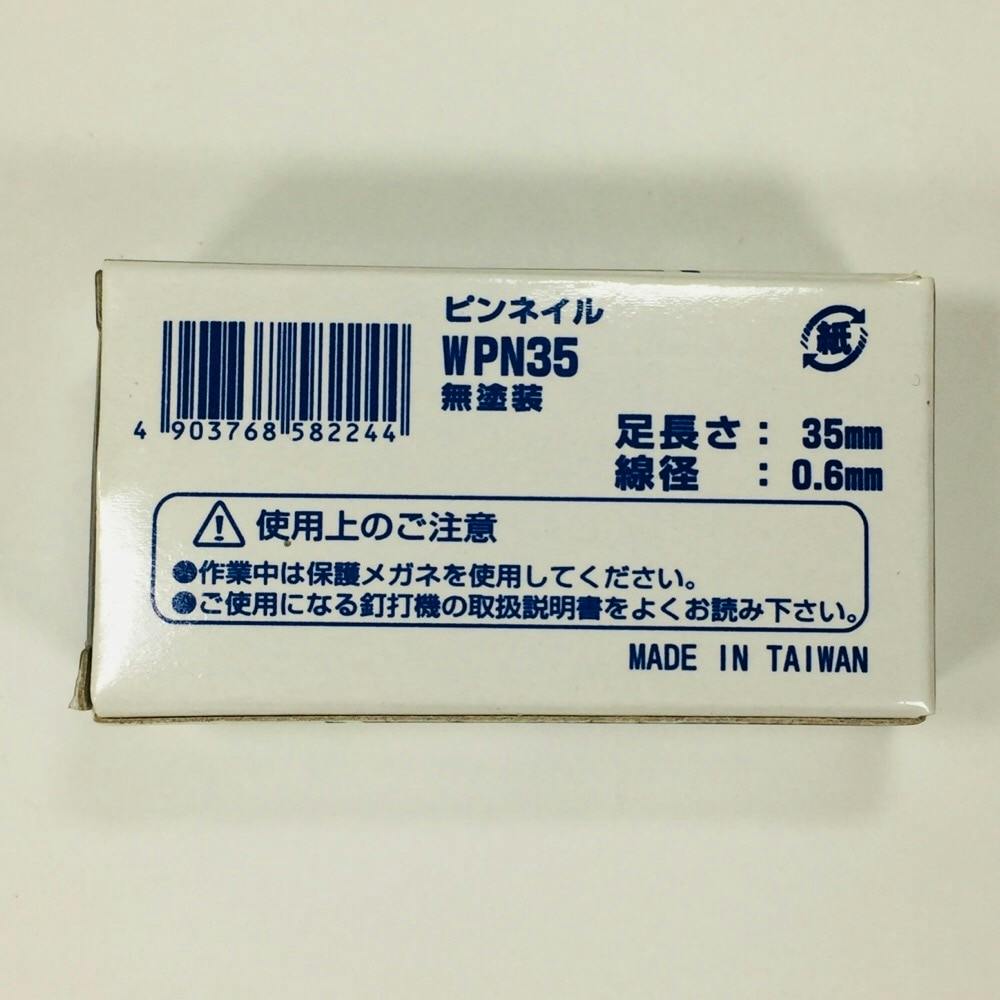 ピンネイル
WPN35
無塗装
紙
4 903768 582244
足長さ： 35mm
線径 ： 0.6mm
⚠使用上のご注意
●作業中は保護メガネを使用してください。
●ご使用になる釘打機の取扱説明書をよくお読み下さい。
MADE IN TAIWAN